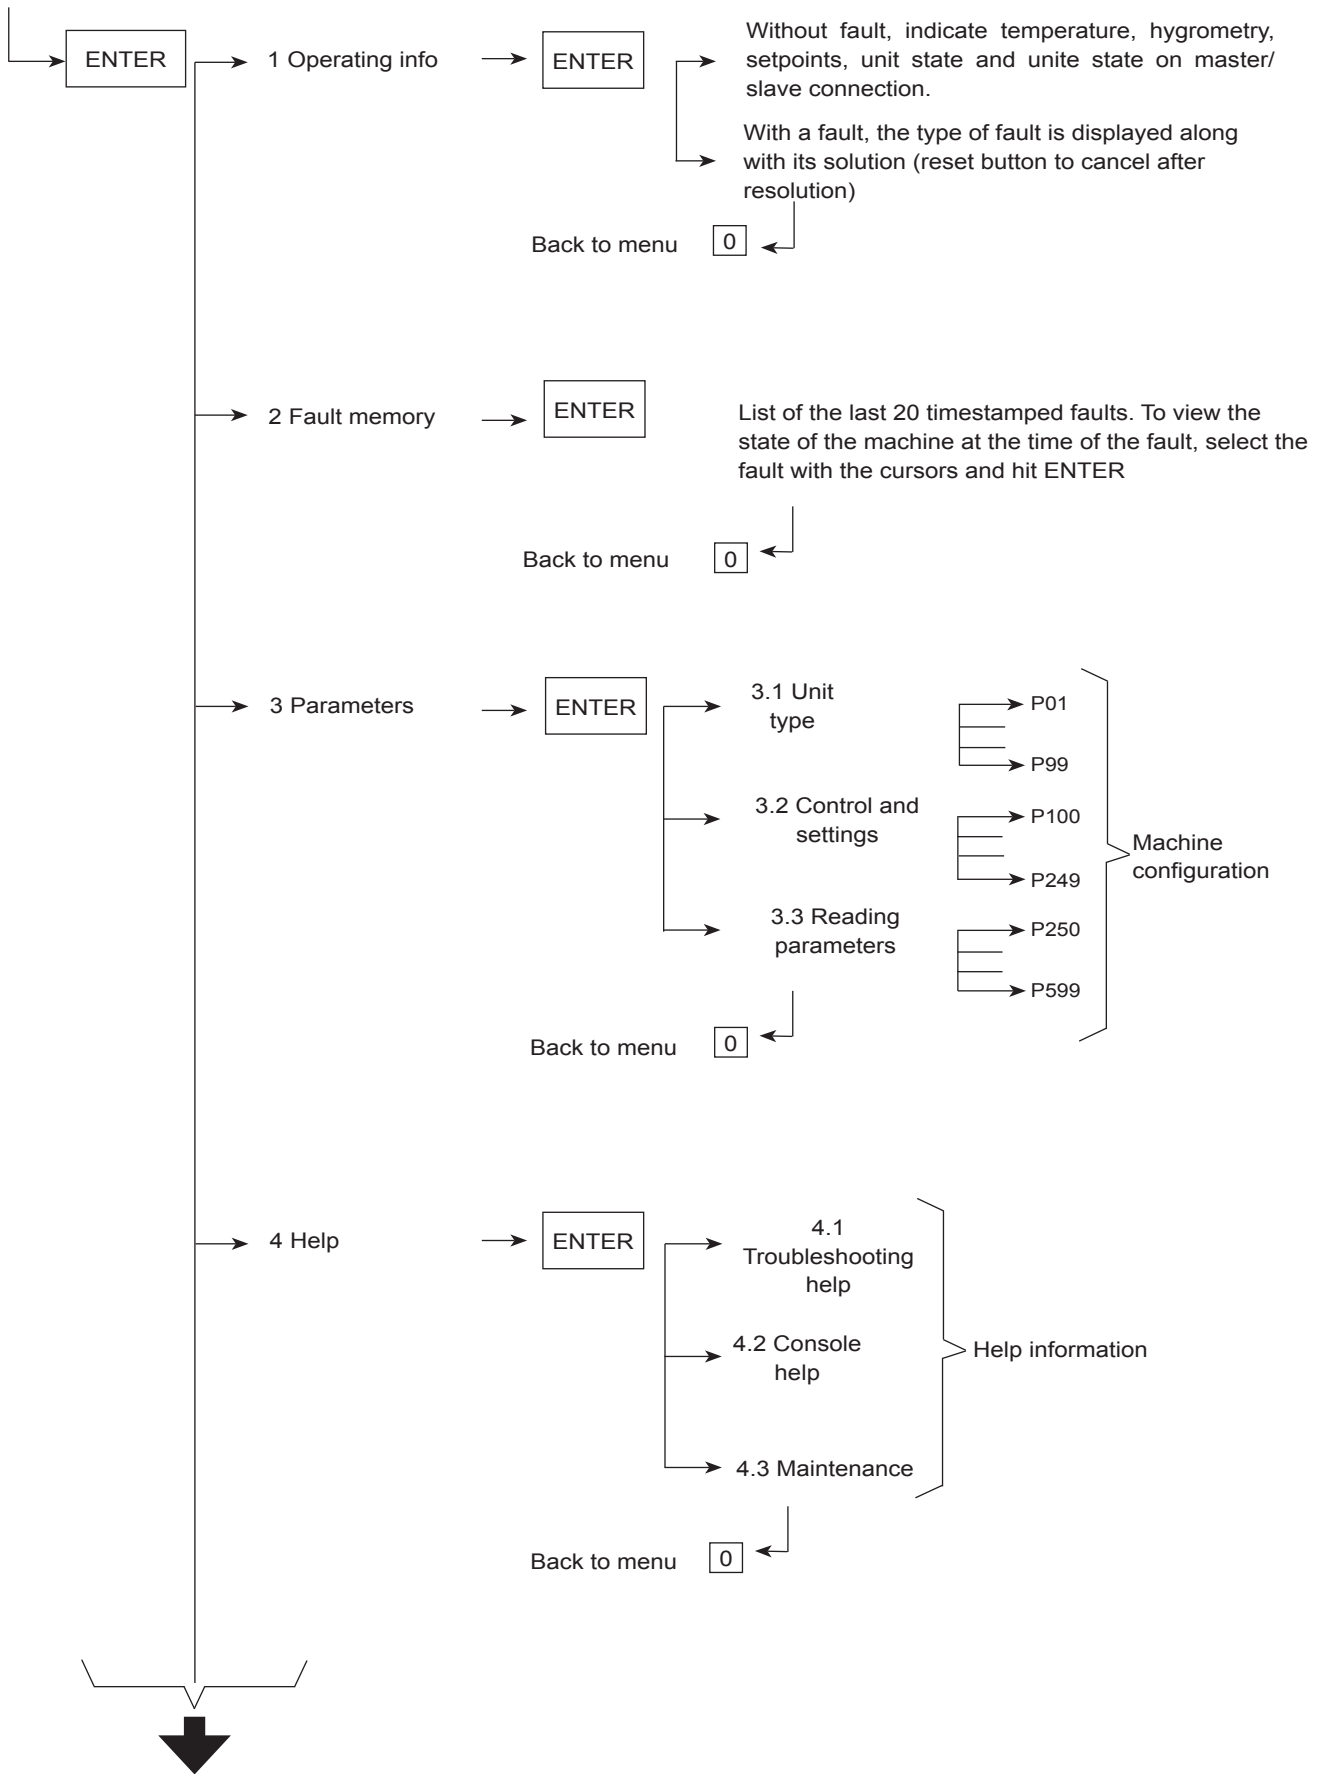 ENTER
1 Operating info
ENTER
Without fault, indicate temperature, hygrometry,
setpoints, unit state and unite state on master/
slave connection.
With a fault, the type of fault is displayed along
with its solution (reset button to cancel after
resolution)
Back to menu 0
2 Fault memory
ENTER
List of the last 20 timestamped faults. To view the
state of the machine at the time of the fault, select the
fault with the cursors and hit ENTER
Back to menu 0
3 Parameters
ENTER
3.1 Unit
type
P01
P99
3.2 Control and
settings
P100
P249
3.3 Reading
parameters
P250
P599
Machine
configuration
Back to menu 0
4 Help
ENTER
4.1
Troubleshooting
help
4.2 Console
help
4.3 Maintenance
Help information
Back to menu 0